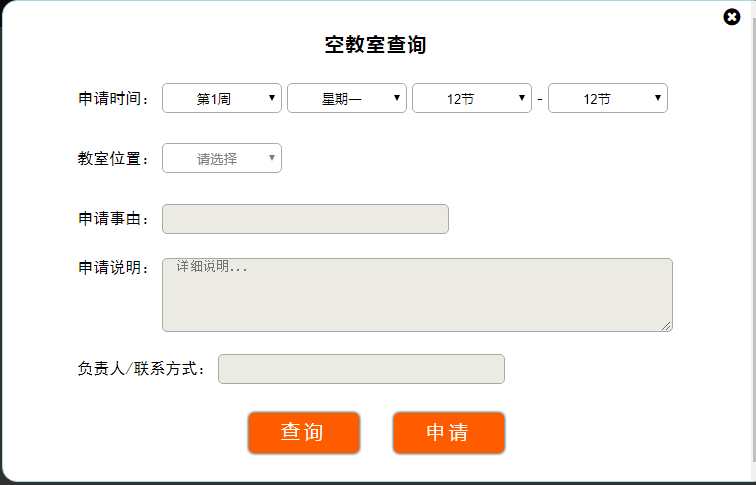 空教室查询
申请时间： 第1周 星期一 12节 - 12节
教室位置： 请选择
申请事由：
申请说明： 详细说明...
负责人/联系方式：
查询 申请